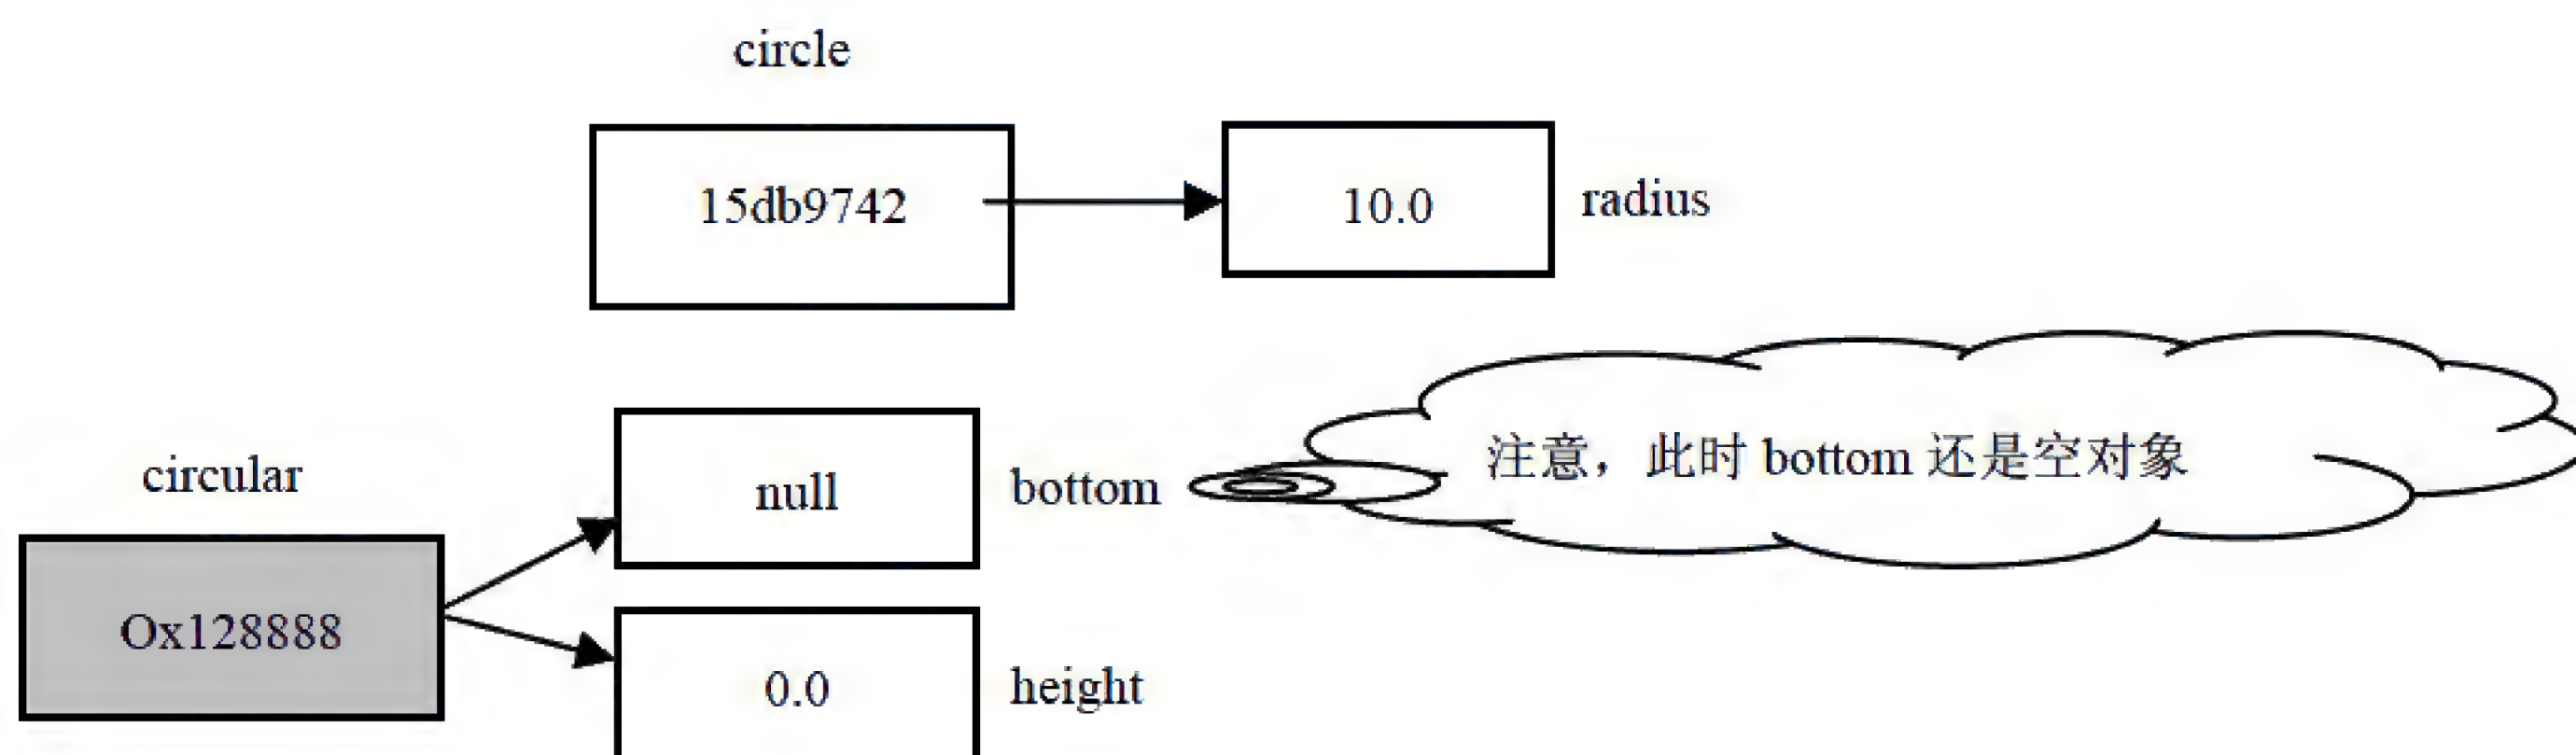 circle
15db9742
10.0
radius
circular
null
bottom
注意，此时 bottom 还是空对象
Ox128888
0.0
height